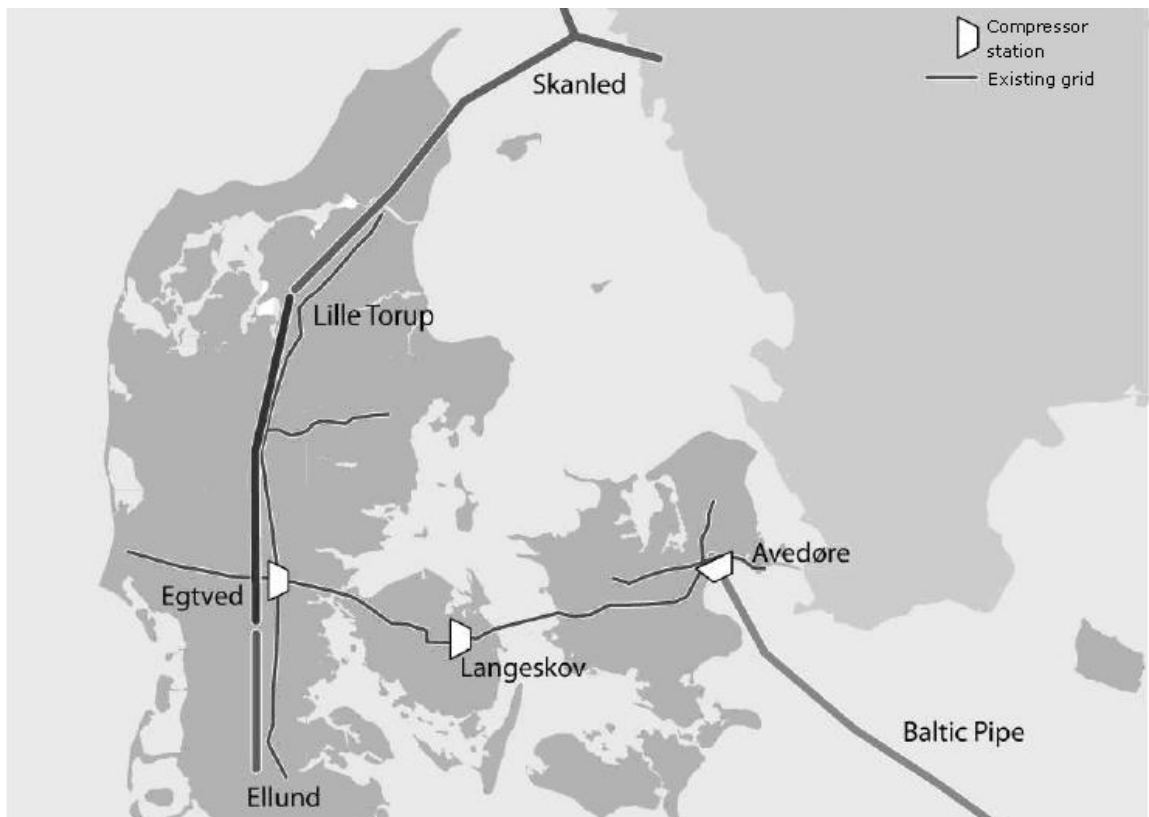 Compressor
station
Existing grid
Skanled
Lille Torup
Avedøre
Egtved
Langeskov
Baltic Pipe
Ellund